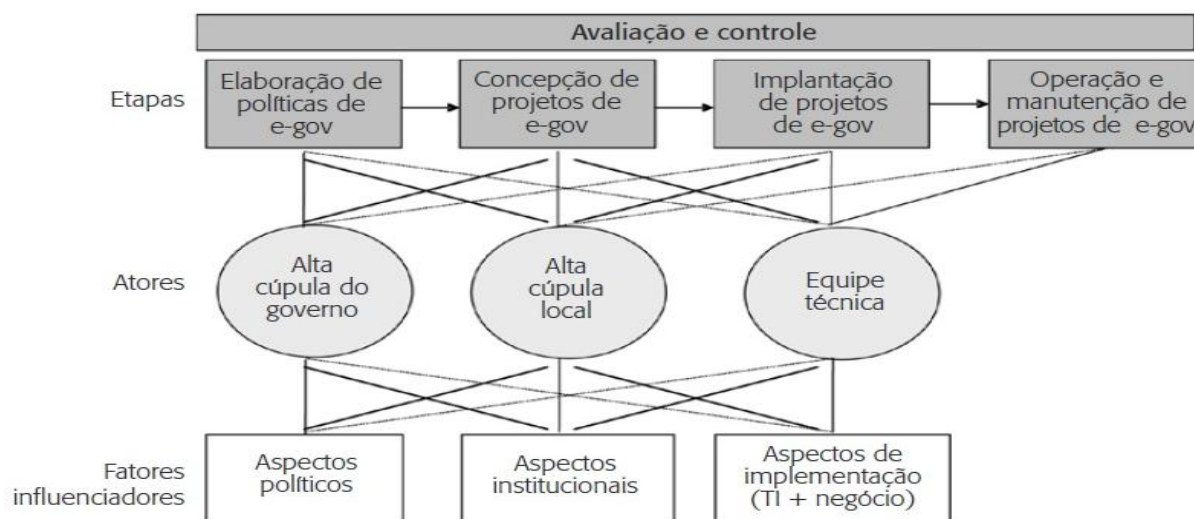 Avaliação e controle
Etapas
Elaboração de
políticas de
e-gov
Concepção de
projetos de
e-gov
Implantação
de projetos
de e-gov
Operação e
manutenção de
projetos de e-gov
Atores
Alta
cúpula do
governo
Alta
cúpula
local
Equipe
técnica
Fatores
influenciadores
Aspectos
políticos
Aspectos
institucionais
Aspectos de
implementação
(TI + negócio)